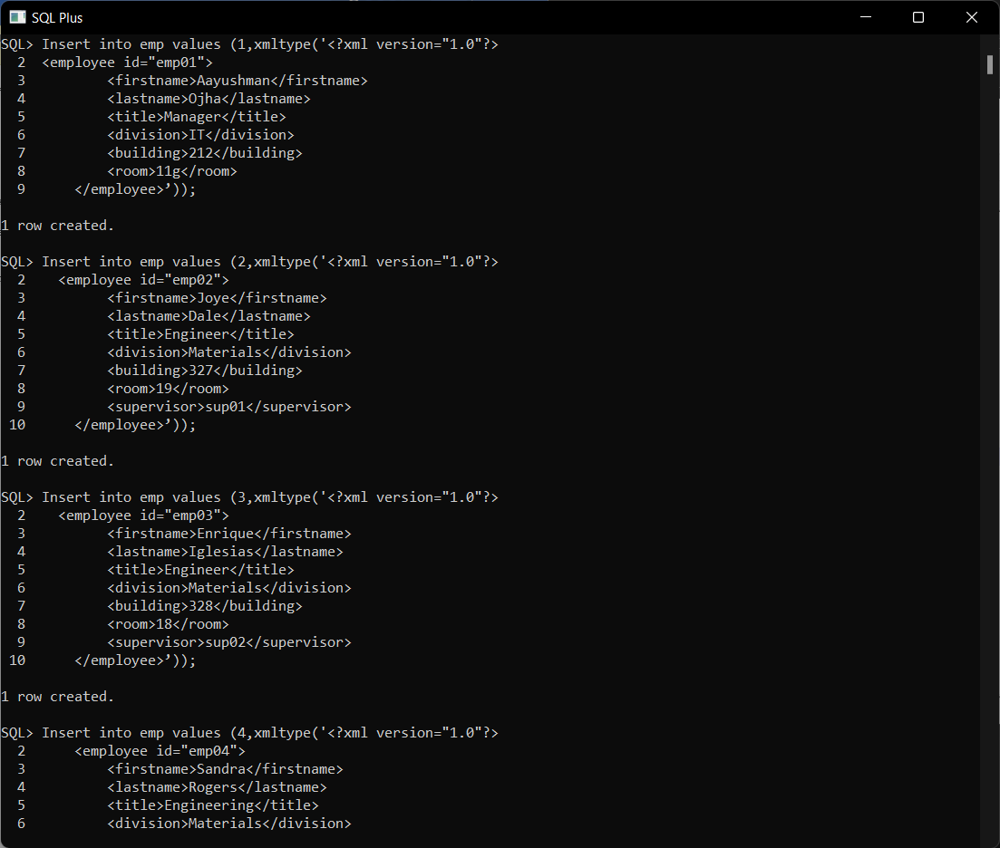 SQL Plus
SQL> Insert into emp values (1,xmltype('<?xml version="1.0"?>
  2  <employee id="emp01">
  3          <firstname>Aayushman</firstname>
  4          <lastname>Ojha</lastname>
  5          <title>Manager</title>
  6          <division>IT</division>
  7          <building>212</building>
  8          <room>11g</room>
  9      </employee>’));
1 row created.
SQL> Insert into emp values (2,xmltype('<?xml version="1.0"?>
  2    <employee id="emp02">
  3          <firstname>Joye</firstname>
  4          <lastname>Dale</lastname>
  5          <title>Engineer</title>
  6          <division>Materials</division>
  7          <building>327</building>
  8          <room>19</room>
  9          <supervisor>sup01</supervisor>
 10      </employee>’));
1 row created.
SQL> Insert into emp values (3,xmltype('<?xml version="1.0"?>
  2    <employee id="emp03">
  3          <firstname>Enrique</firstname>
  4          <lastname>Iglesias</lastname>
  5          <title>Engineer</title>
  6          <division>Materials</division>
  7          <building>328</building>
  8          <room>18</room>
  9          <supervisor>sup02</supervisor>
 10      </employee>’));
1 row created.
SQL> Insert into emp values (4,xmltype('<?xml version="1.0"?>
  2      <employee id="emp04">
  3          <firstname>Sandra</firstname>
  4          <lastname>Rogers</lastname>
  5          <title>Engineering</title>
  6          <division>Materials</division>